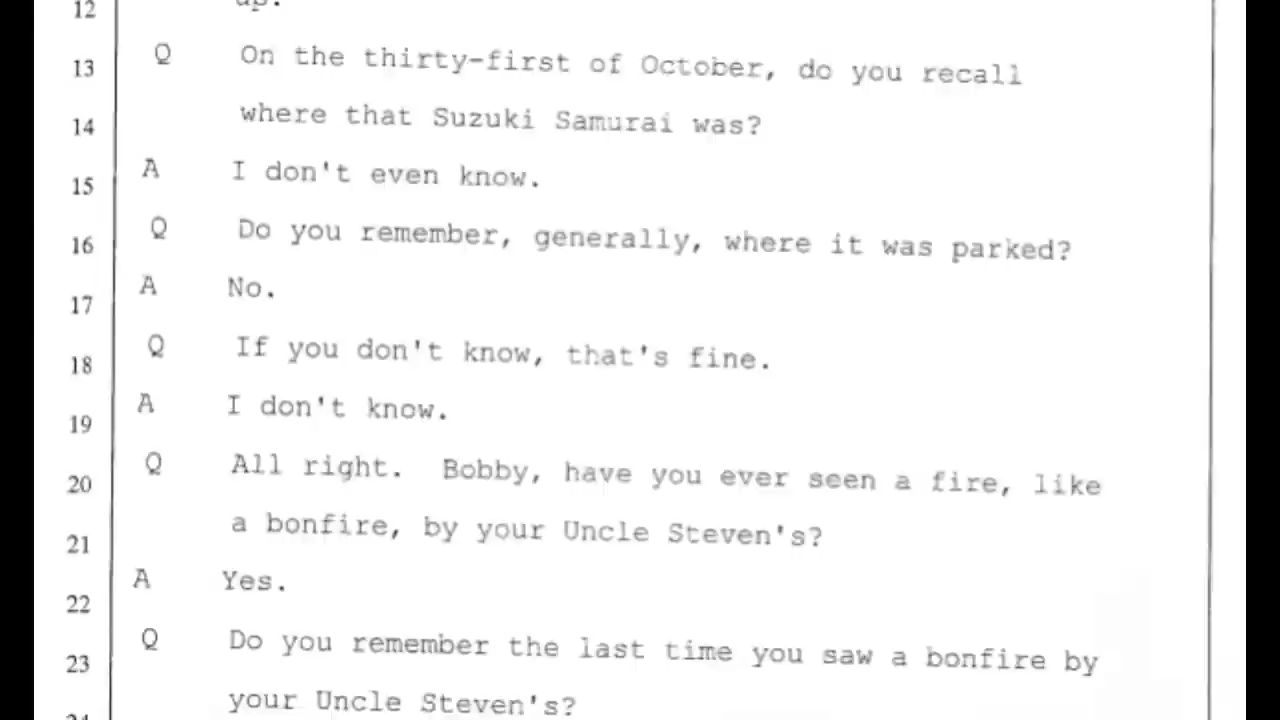 12 up.
13 Q On the thirty-first of October, do you recall
14 where that Suzuki Samurai was?
15 A I don't even know.
16 Q Do you remember, generally, where it was parked?
17 A No.
18 Q If you don't know, that's fine.
19 A I don't know.
20 Q All right. Bobby, have you ever seen a fire, like
21 a bonfire, by your Uncle Steven's?
22 A Yes.
23 Q Do you remember the last time you saw a bonfire by
24 your Uncle Steven's?